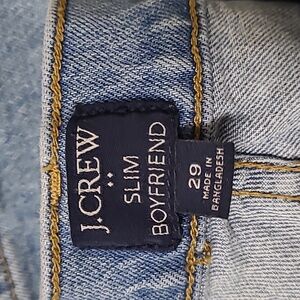 J.CREW
SLIM
BOYFRIEND
29
MADE IN
BANGLADESH